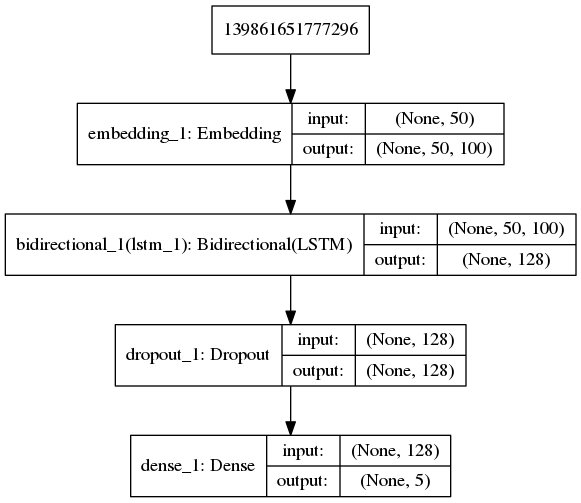 139861651777296
embedding_1: Embedding
input:
(None, 50)
output:
(None, 50, 100)
bidirectional_1(lstm_1): Bidirectional(LSTM)
input:
(None, 50, 100)
output:
(None, 128)
dropout_1: Dropout
input:
(None, 128)
output:
(None, 128)
dense_1: Dense
input:
(None, 128)
output:
(None, 5)